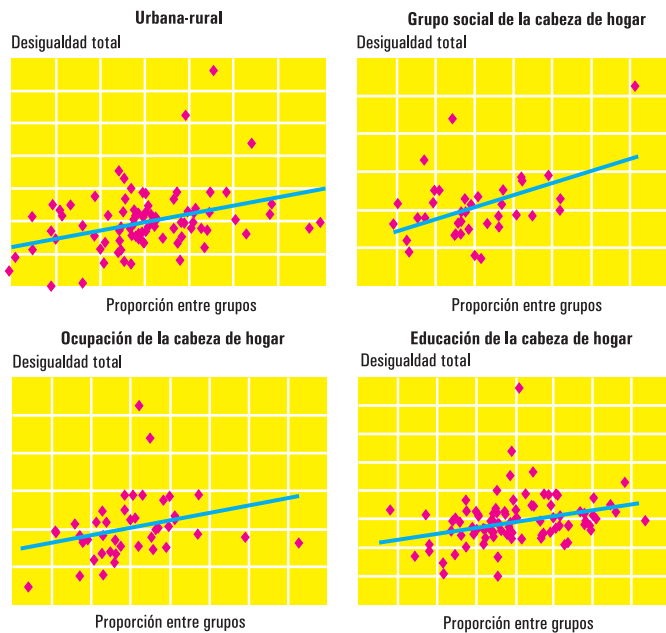 Urbana-rural
Desigualdad total
Proporción entre grupos
Grupo social de la cabeza de hogar
Desigualdad total
Proporción entre grupos
Ocupación de la cabeza de hogar
Desigualdad total
Proporción entre grupos
Educación de la cabeza de hogar
Desigualdad total
Proporción entre grupos